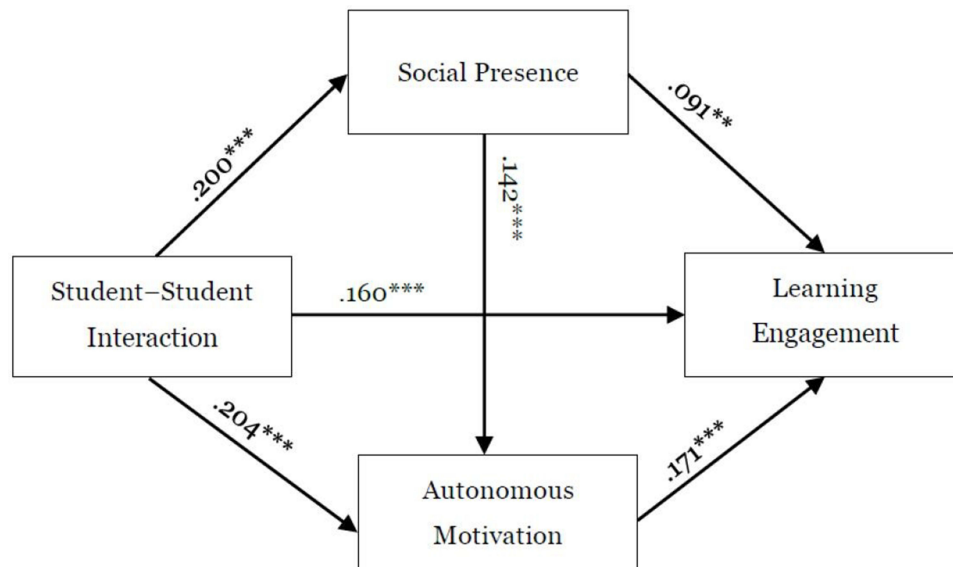 Social Presence
.091**
.200***
.142***
Student–Student
Interaction
.160***
Learning
Engagement
.204***
.171***
Autonomous
Motivation